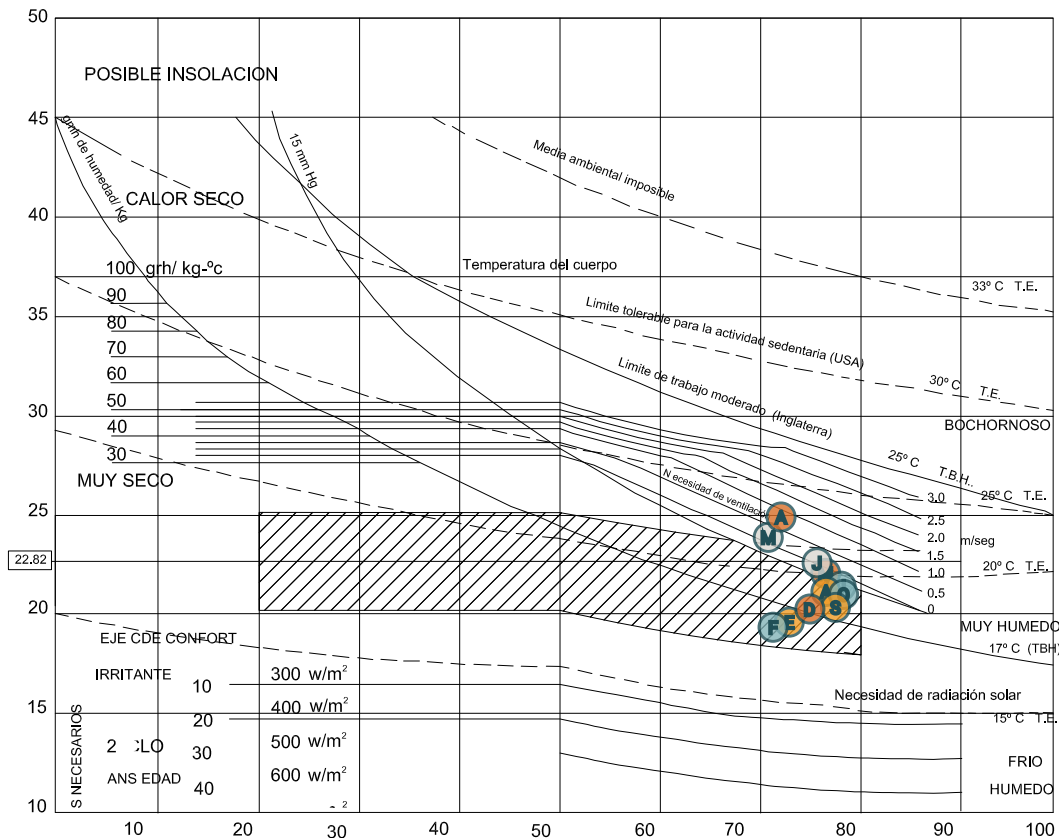 50
POSIBLE INSOLACION
45
gmn de humedad/ Kg
15 mm Hg
Media ambiental imposible
CALOR SECO
40
Temperatura del cuerpo
100 grh/ kg-ºc
33º C T.E.
90
35
Limite tolerable para la actividad sedentaria (USA)
80
70
Limite de trabajo moderado (Inglaterra)
60
30º C T.E.
50
30
BOCHORNOSO
40
25º C T.B.H..
30
MUY SECO
N ecesidad de ventilació
3.0
25º C T.E.
25
A
2.5
M
2.0
m/seg
1.5
22.82
J
20º C T.E.
1.0
A
O
0.5
20
D
S
0
F
E
MUY HUMEDO
EJE CDE CONFORT
17º C (TBH)
IRRITANTE
300 w/m²
10
Necesidad de radiación solar
400 w/m²
15
20
15º C T.E.
S NECESARIOS
2 :LO
500 w/m²
30
FRIO
ANS EDAD
600 w/m²
40
HUMEDO
10
10
20
30
40
50
60
70
80
90
100